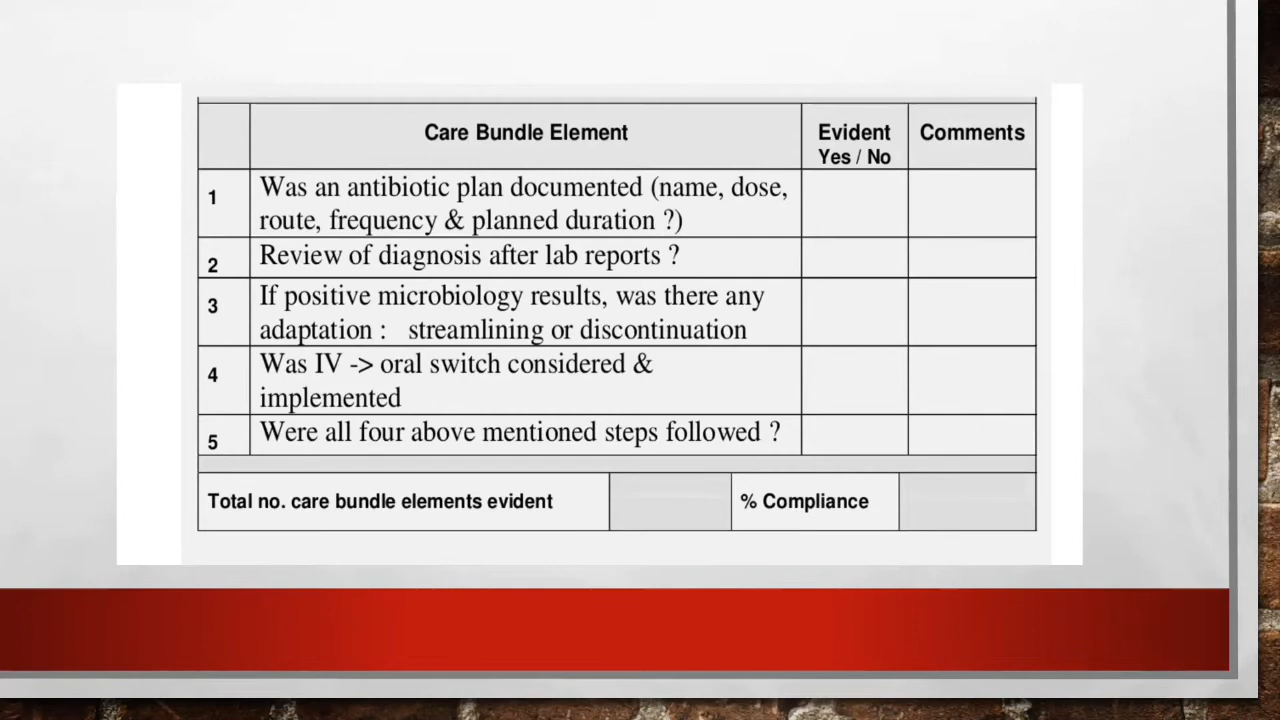 Care Bundle Element
Evident
Yes / No
Comments
1
Was an antibiotic plan documented (name, dose,
route, frequency & planned duration ?)
2
Review of diagnosis after lab reports ?
3
If positive microbiology results, was there any
adaptation : streamlining or discontinuation
4
Was IV -> oral switch considered &
implemented
5
Were all four above mentioned steps followed ?
Total no. care bundle elements evident
% Compliance